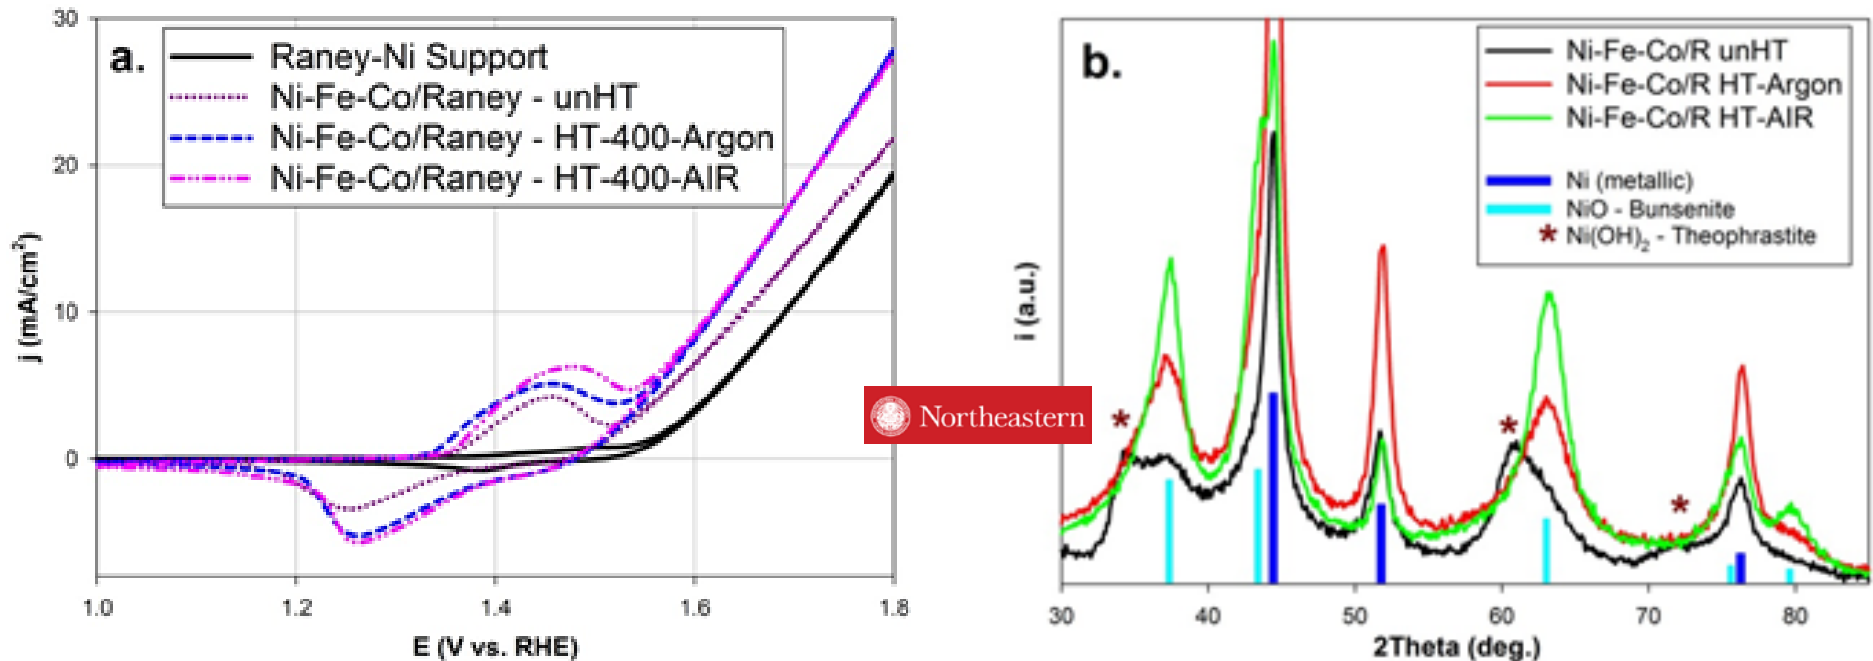 a.
Raney-Ni Support
Ni-Fe-Co/Raney - unHT
Ni-Fe-Co/Raney - HT-400-Argon
Ni-Fe-Co/Raney - HT-400-AIR
30
20
10
0
j (mA/cm²)
1.0 1.2 1.4 1.6 1.8
E (V vs. RHE)
Northeastern
b.
Ni-Fe-Co/R unHT
Ni-Fe-Co/R HT-Argon
Ni-Fe-Co/R HT-AIR
Ni (metallic)
NiO - Bunsenite
* Ni(OH)₂ - Theophrastite
* * *
i (a.u.)
30 40 50 60 70 80
2Theta (deg.)